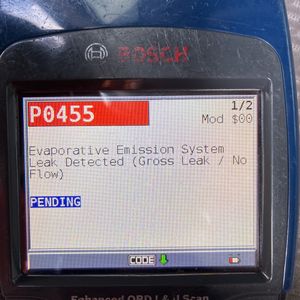 BOSCH
P0455
1/2
Mod $00
Evaporative Emission System
Leak Detected (Gross Leak / No
Flow)
PENDING
CODE
Enhanced OBD I & II Scan